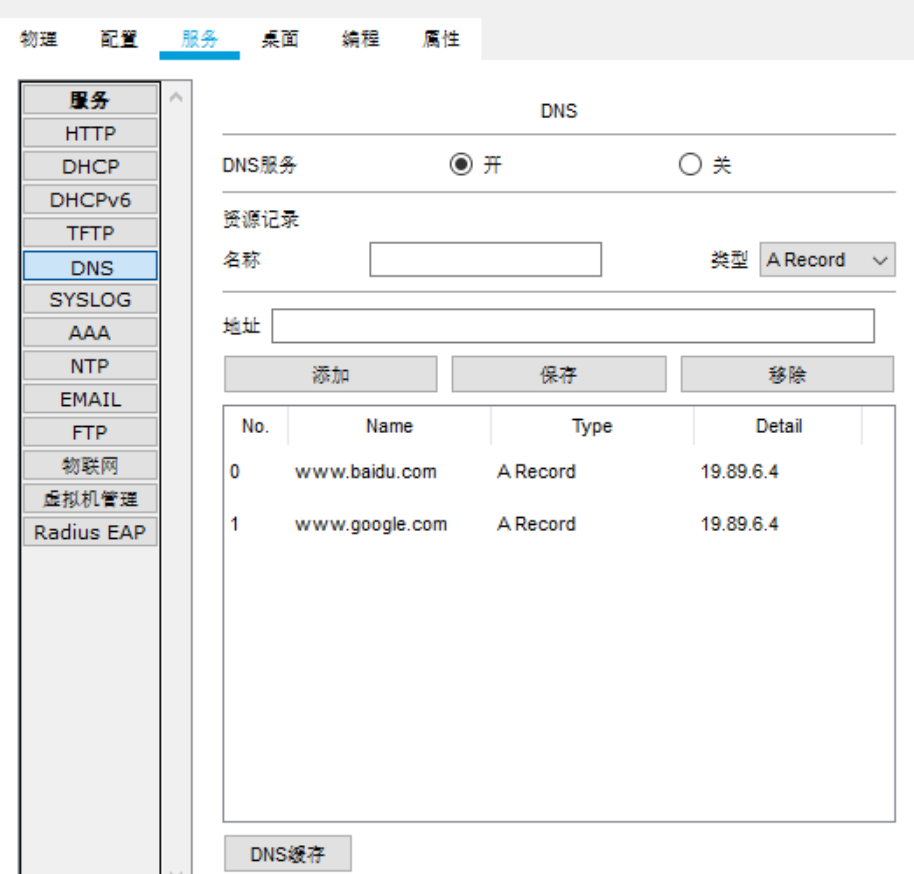 物理 配置 服务 桌面 编程 属性
服务
HTTP
DHCP
DHCPv6
TFTP
DNS
SYSLOG
AAA
NTP
EMAIL
FTP
物联网
虚拟机管理
Radius EAP
DNS
DNS服务 开 关
资源记录
名称 类型 A Record
地址
添加 保存 移除
No. Name Type Detail
0 www.baidu.com A Record 19.89.6.4
1 www.google.com A Record 19.89.6.4
DNS缓存